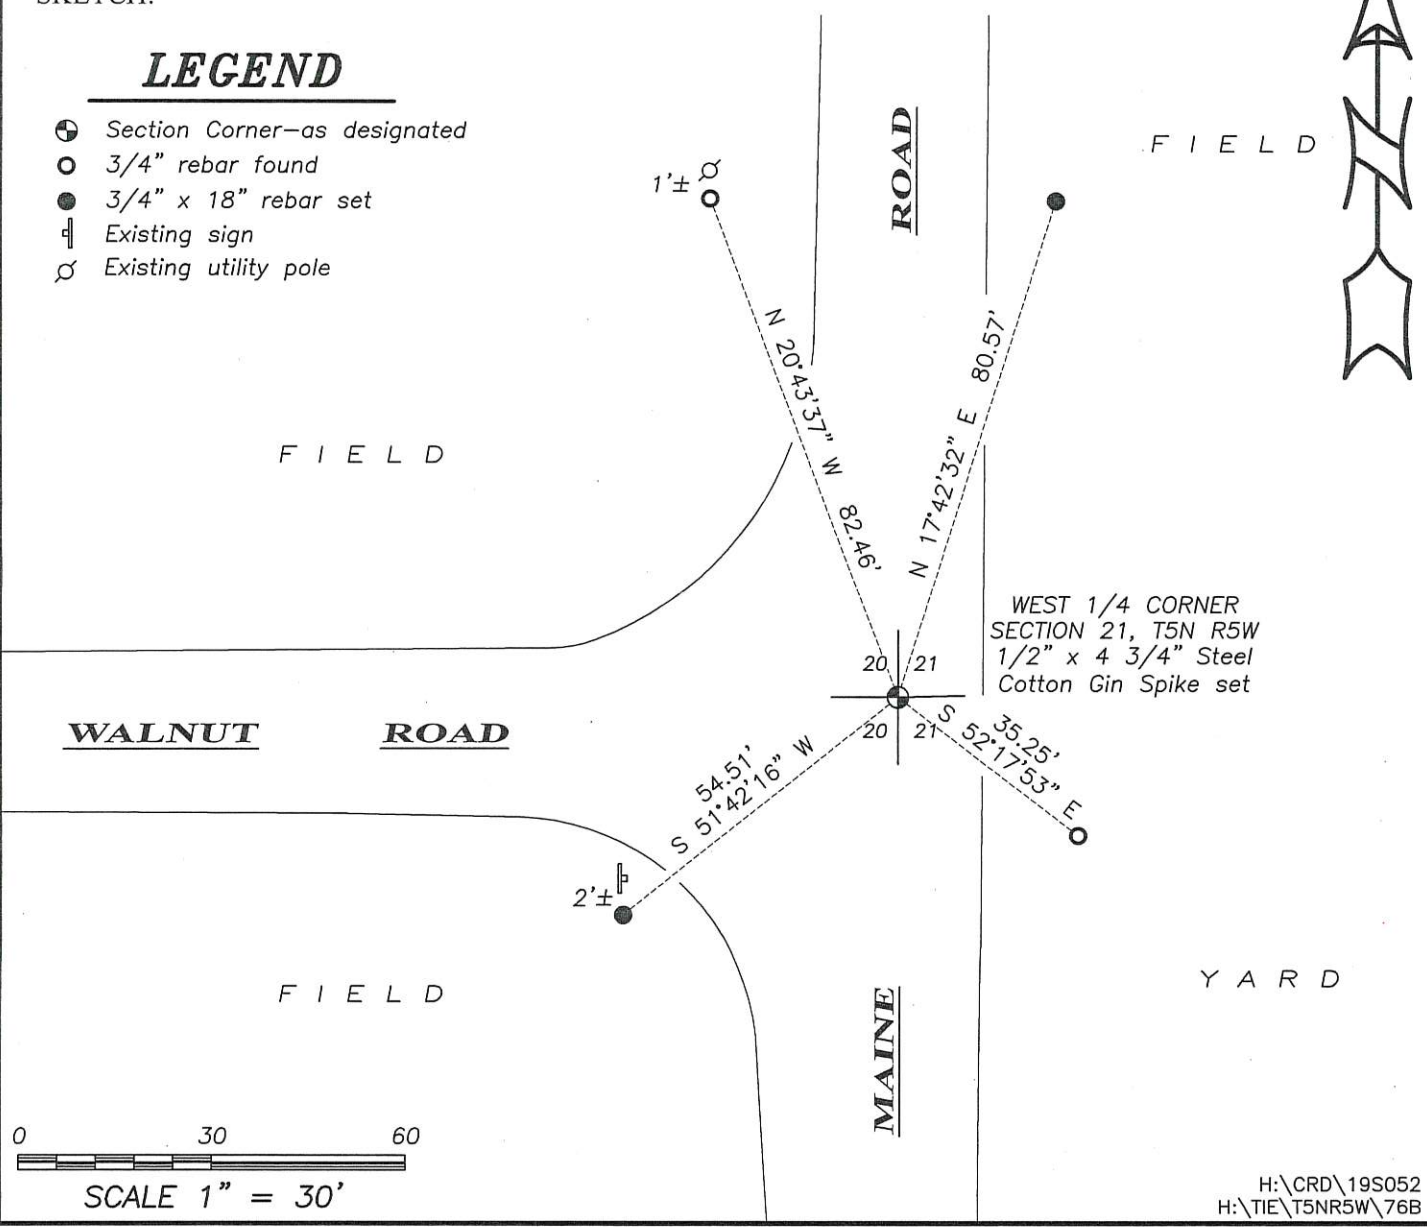 SKETCH:
LEGEND
Section Corner-as designated
3/4" rebar found
3/4" x 18" rebar set
Existing sign
Existing utility pole
1'±
ROAD
FIELD
N
N 20°43'37" W 82.46'
N 17°42'32" E 80.57'
FIELD
WEST 1/4 CORNER
SECTION 21, T5N R5W
1/2" x 4 3/4" Steel
Cotton Gin Spike set
20 21
20 21
WALNUT ROAD
35.25'
S 52°17'53" E
54.51'
S 51°42'16" W
2'±
FIELD
YARD
MAINE
0 30 60
SCALE 1" = 30'
H:\CRD\19S052
H:\TIE\T5NR5W\76B